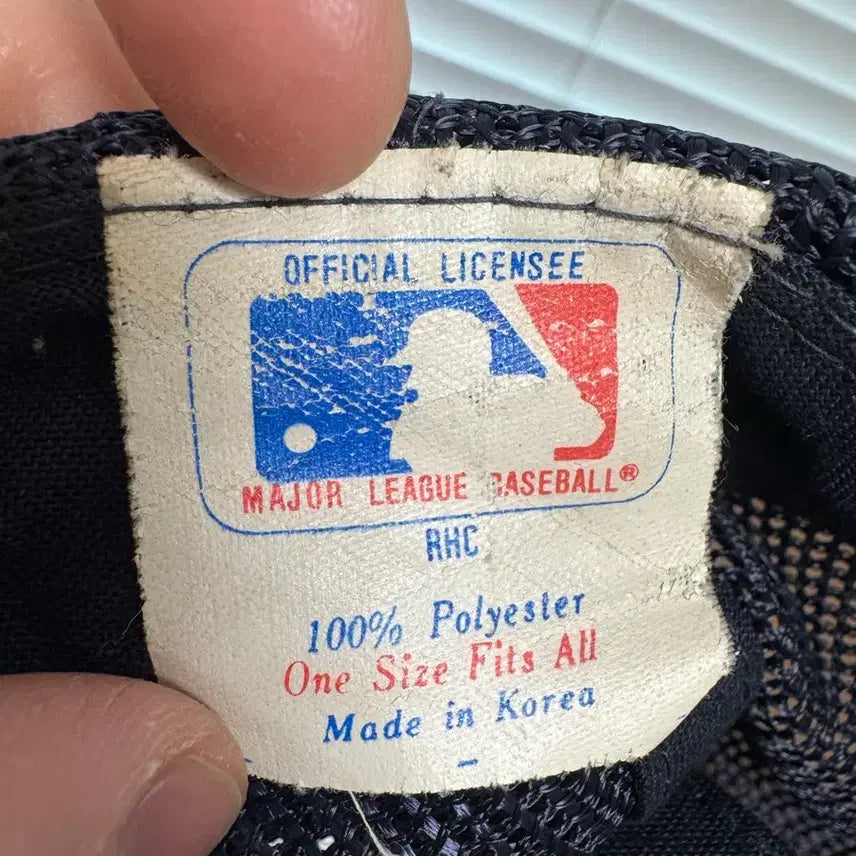 OFFICIAL LICENSEE
MAJOR LEAGUE BASEBALL®
RHC
100% Polyester
One Size Fits All
Made in Korea